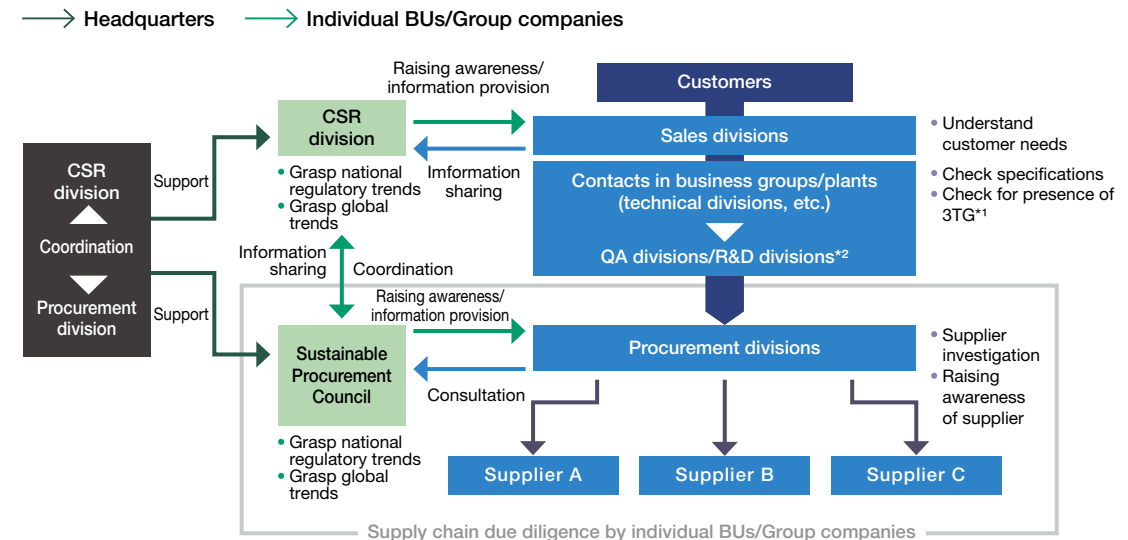 Headquarters
Individual BUs/Group companies
CSR
division
Coordination
Procurement
division
Support
Support
CSR
division
• Grasp national
regulatory trends
• Grasp global
trends
Raising awareness/
information provision
Imformation
sharing
Customers
Sales divisions
Contacts in business groups/plants
(technical divisions, etc.)
QA divisions/R&D divisions*2
• Understand
customer needs
• Check specifications
• Check for presence of
3TG*1
Information
sharing
Coordination
Raising awareness/
information provision
Sustainable
Procurement
Council
• Grasp national
regulatory trends
• Grasp global
trends
Consultation
Procurement divisions
• Supplier
investigation
• Raising
awareness
of supplier
Supplier A
Supplier B
Supplier C
Supply chain due diligence by individual BUs/Group companies